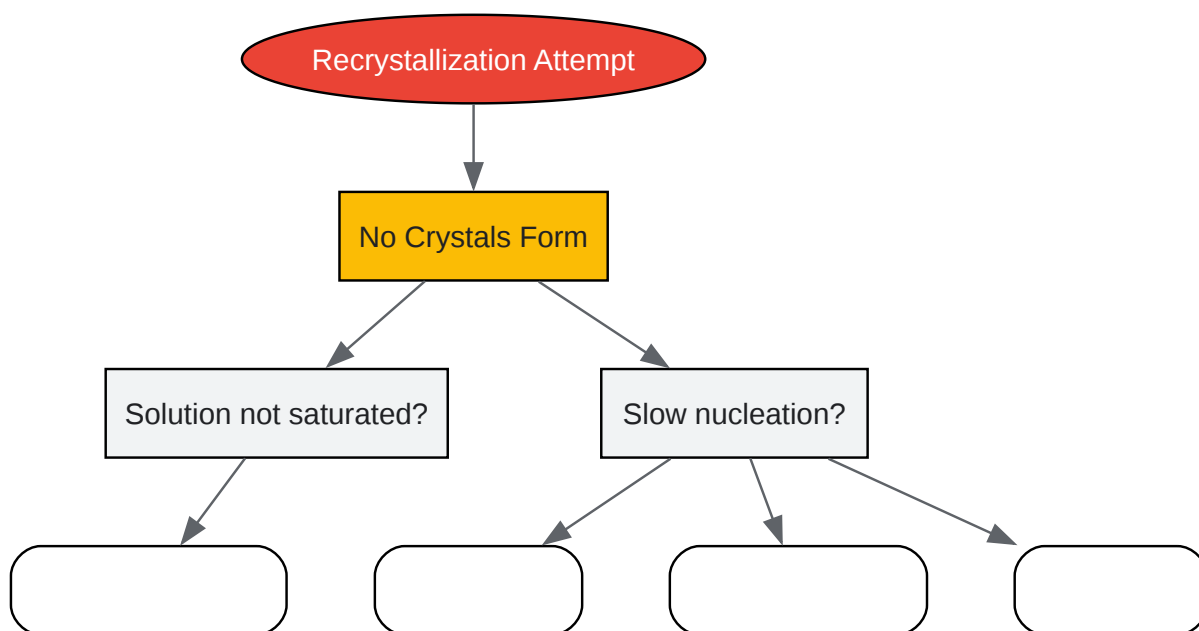 Recrystallization Attempt
No Crystals Form
Solution not saturated?
Slow nucleation?